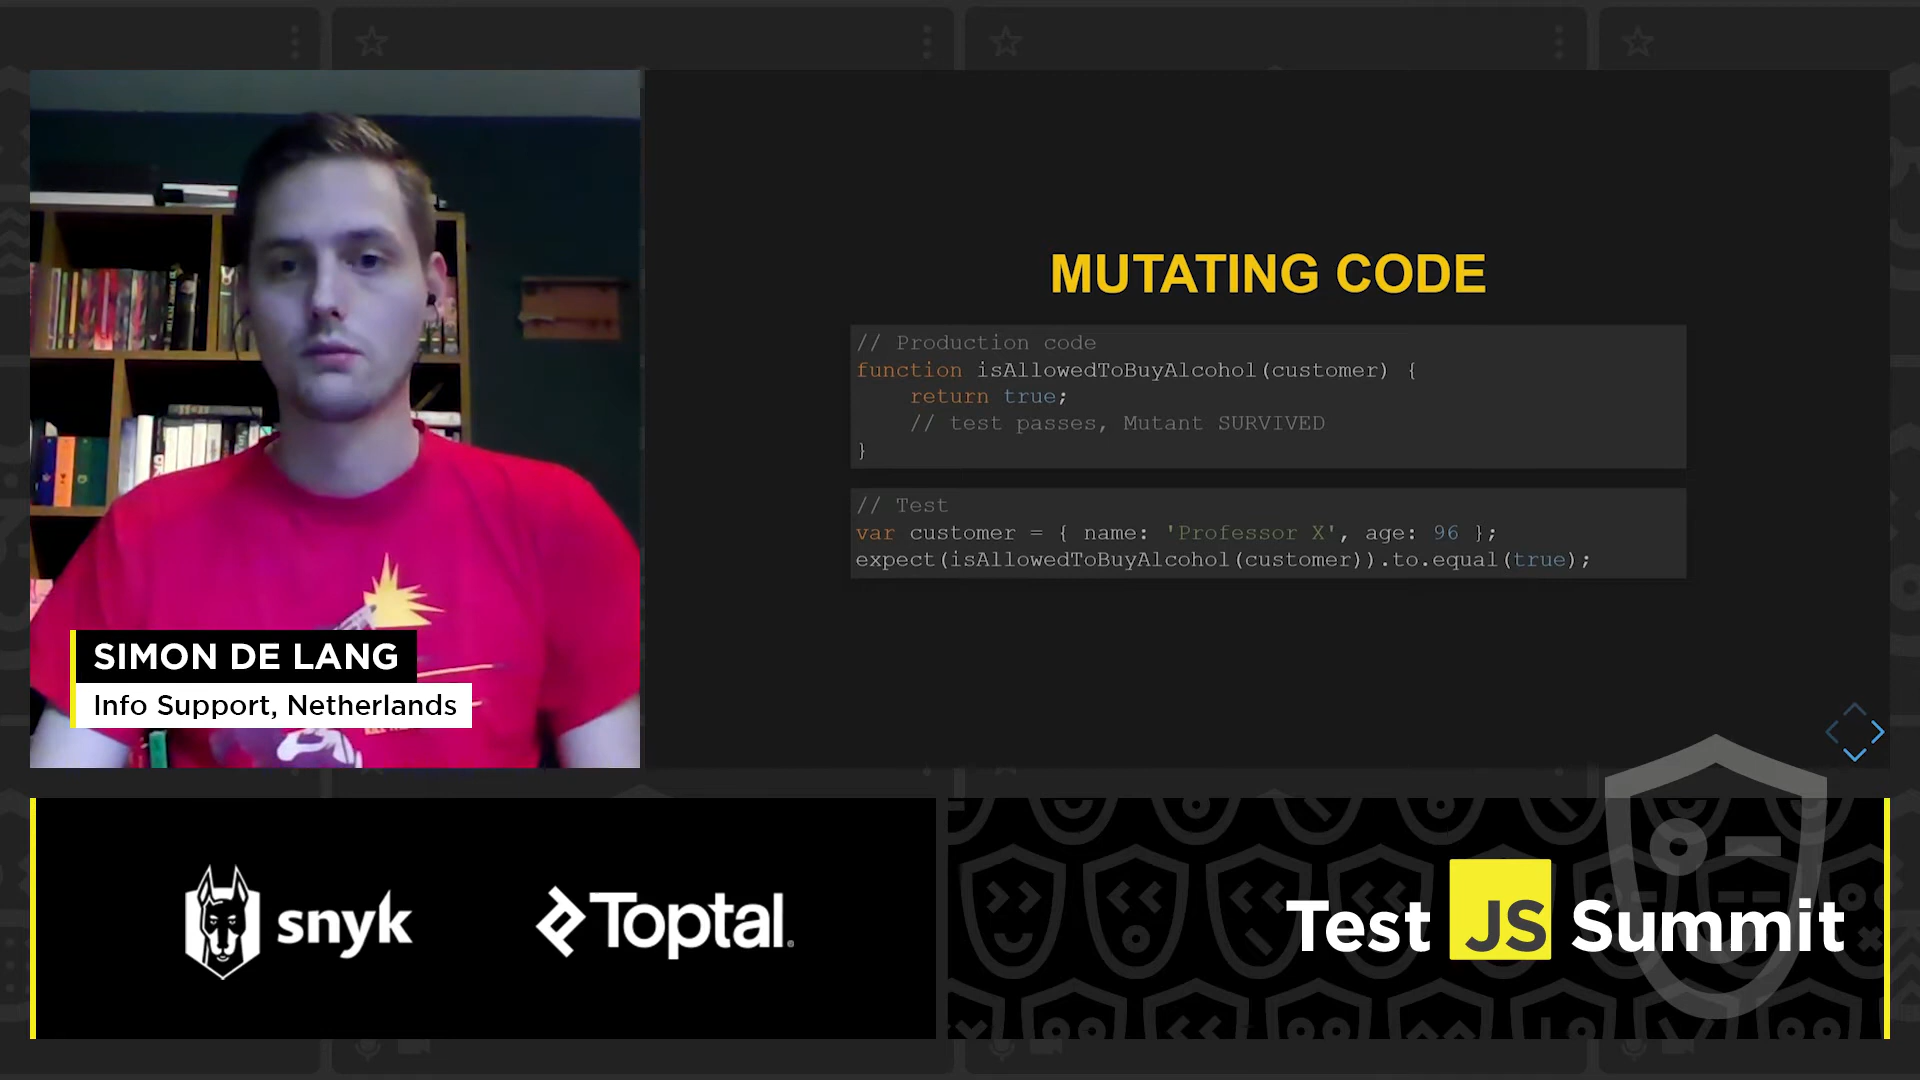 MUTATING CODE
// Production code
function isAllowedToBuyAlcohol(customer) {
return true;
// test passes, Mutant SURVIVED
}
// Test
var customer = { name: 'Professor X', age: 96 };
expect(isAllowedToBuyAlcohol(customer)).to.equal(true);
SIMON DE LANG
Info Support, Netherlands
snyk
Toptal
Test JS Summit